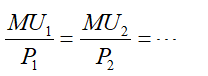 MU₁/P₁ = MU₂/P₂ = ⋯